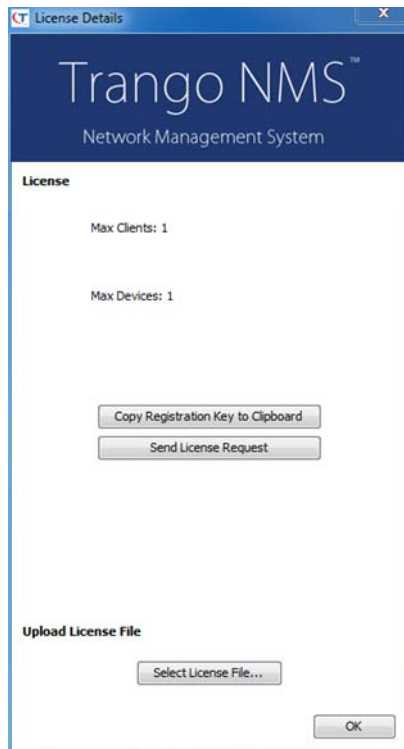 License Details
Trango NMS™
Network Management System
License
Max Clients: 1
Max Devices: 1
Copy Registration Key to Clipboard
Send License Request
Upload License File
Select License File...
OK